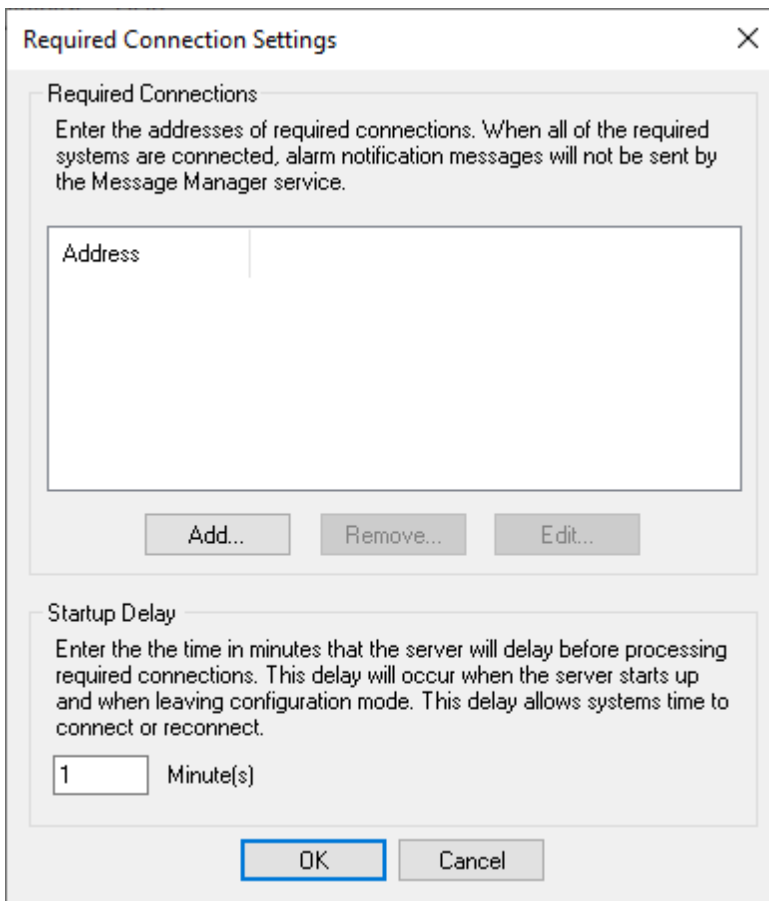 Required Connection Settings
Required Connections
Enter the addresses of required connections. When all of the required
systems are connected, alarm notification messages will not be sent by
the Message Manager service.
Address
Add...
Remove...
Edit...
Startup Delay
Enter the the time in minutes that the server will delay before processing
required connections. This delay will occur when the server starts up
and when leaving configuration mode. This delay allows systems time to
connect or reconnect.
1 Minute(s)
OK
Cancel